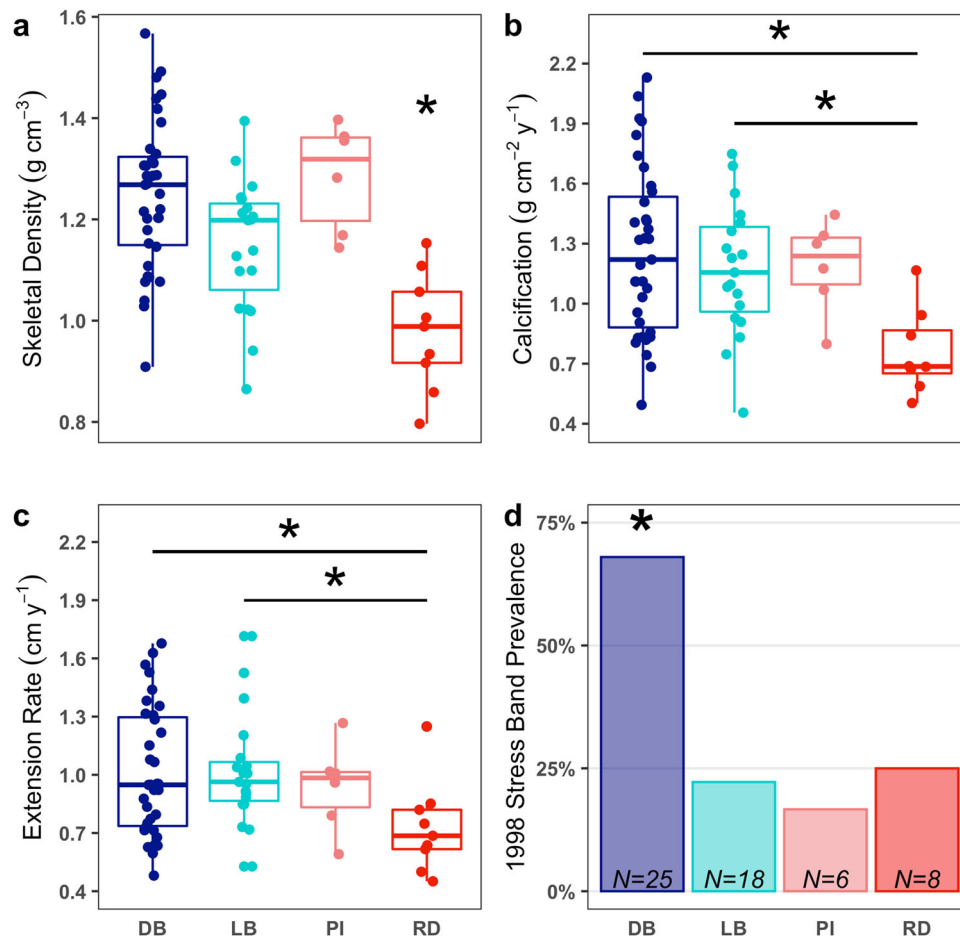 a
Skeletal Density (g cm⁻³)
1.6
1.4
1.2
1.0
0.8
*
b
Calcification (g cm⁻² y⁻¹)
2.2
1.9
1.6
1.3
1.0
0.7
0.4
*
*
c
Extension Rate (cm y⁻¹)
2.2
1.9
1.6
1.3
1.0
0.7
0.4
*
*
DB LB PI RD
d
1998 Stress Band Prevalence
75%
50%
25%
0%
*
N=25 N=18 N=6 N=8
DB LB PI RD